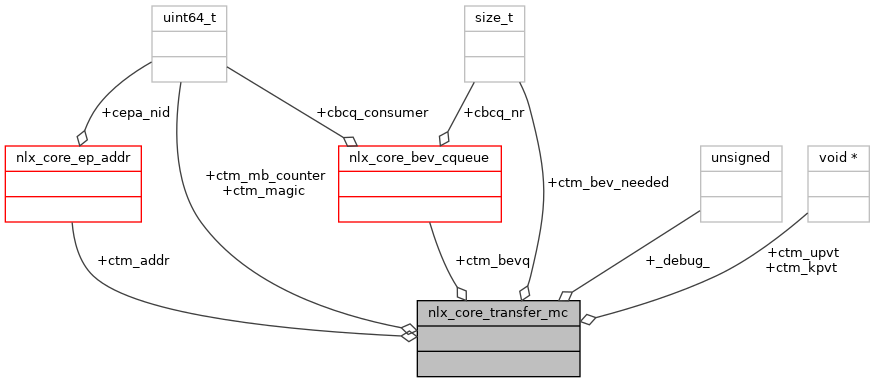 uint64_t
size_t
+cepa_nid
+cbcq_consumer
+cbcq_nr
nlx_core_ep_addr
nlx_core_bev_cqueue
unsigned
void *
+ctm_mb_counter
+ctm_magic
+ctm_bev_needed
+ctm_addr
+ctm_bevq
+_debug_
+ctm_upvt
+ctm_kpvt
nlx_core_transfer_mc